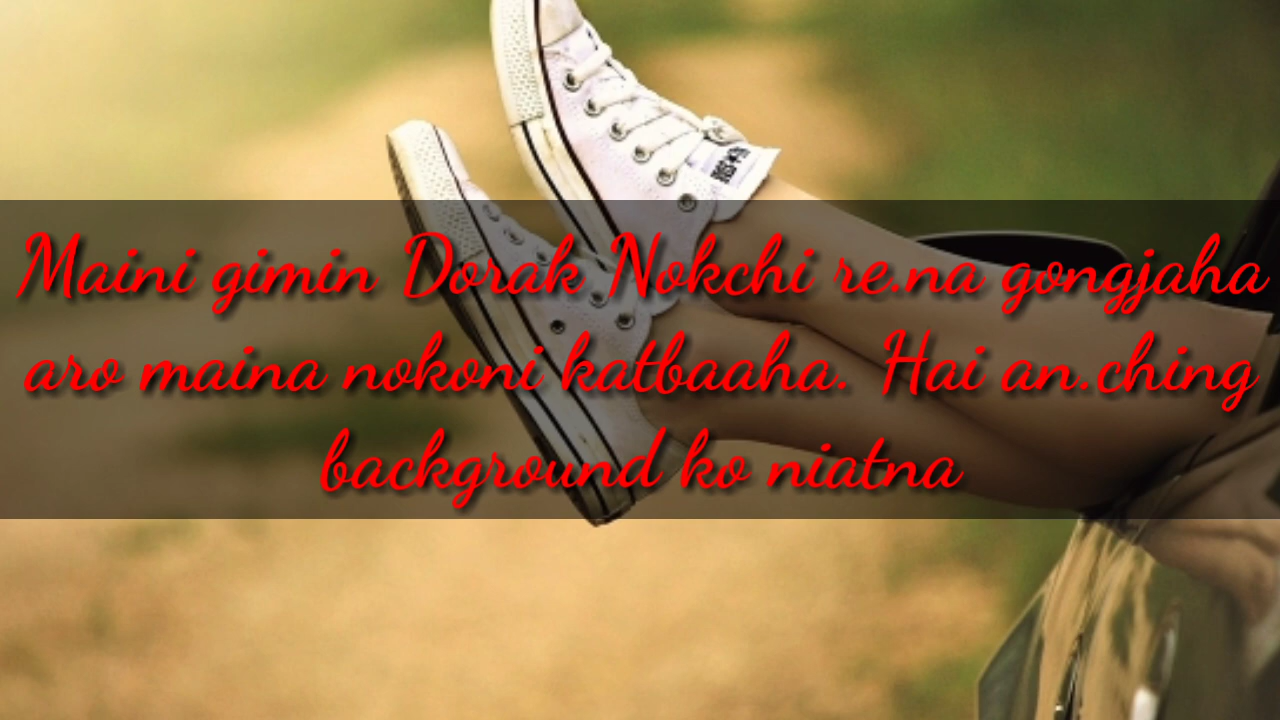 Maini gimin Dorak Nokchi re.na gongjaha
aro maina nokoni katbaaha. Hai an.ching
background ko niatna